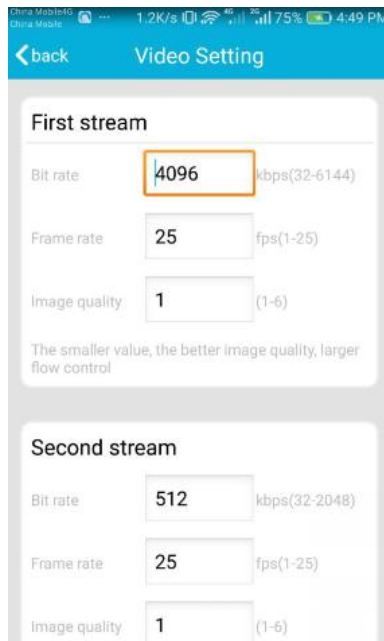 China Mobile4G ... 1.2K/s 4G 2G 75% 4:49 PM
China Mobile
back Video Setting
First stream
Bit rate 4096 kbps(32-6144)
Frame rate 25 fps(1-25)
Image quality 1 (1-6)
The smaller value, the better image quality, larger
flow control
Second stream
Bit rate 512 kbps(32-2048)
Frame rate 25 fps(1-25)
Image quality 1 (1-6)